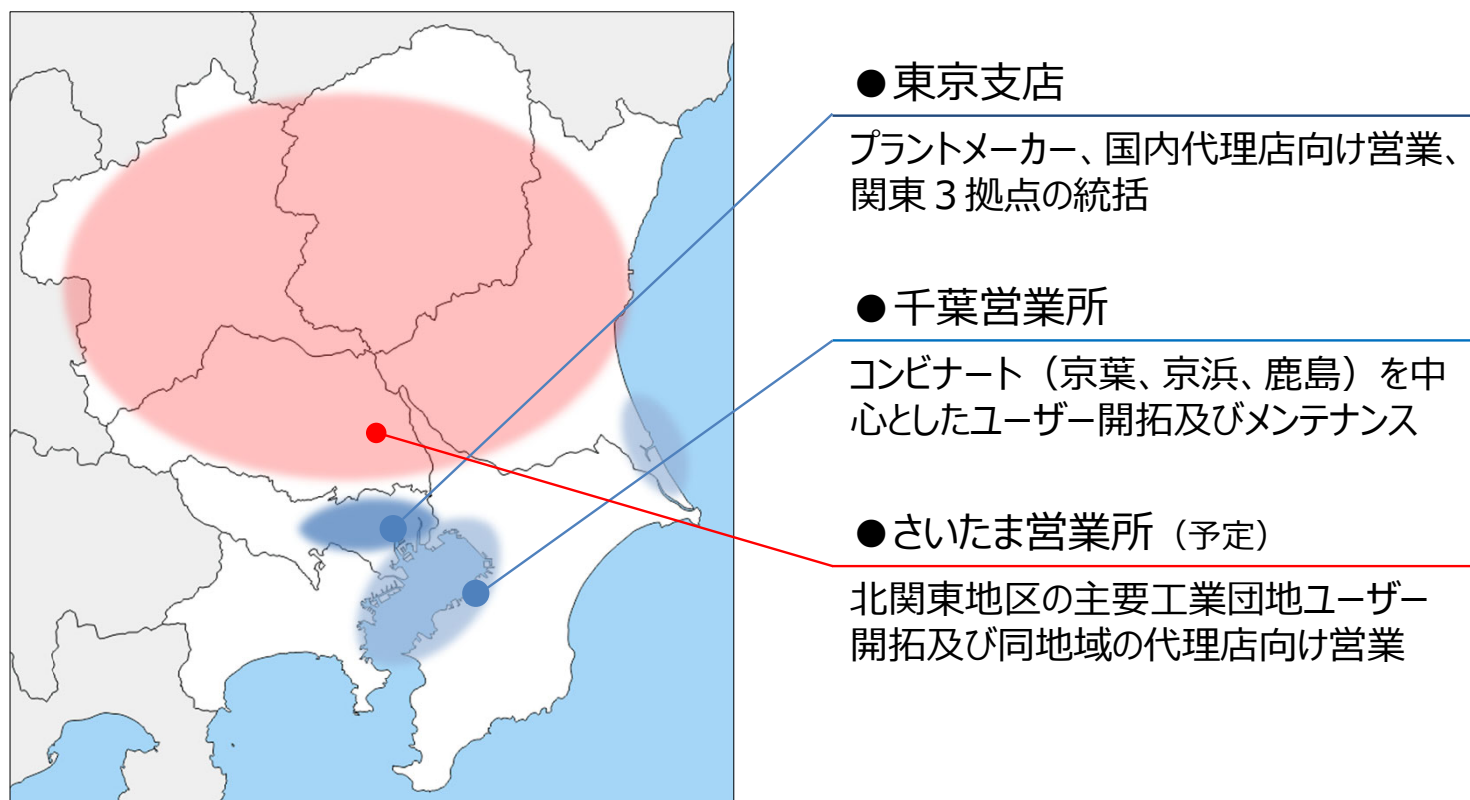 ●東京支店
プラントメーカー、国内代理店向け営業、
関東３拠点の統括
●千葉営業所
コンビナート（京葉、京浜、鹿島）を中
心としたユーザー開拓及びメンテナンス
●さいたま営業所（予定）
北関東地区の主要工業団地ユーザー
開拓及び同地域の代理店向け営業